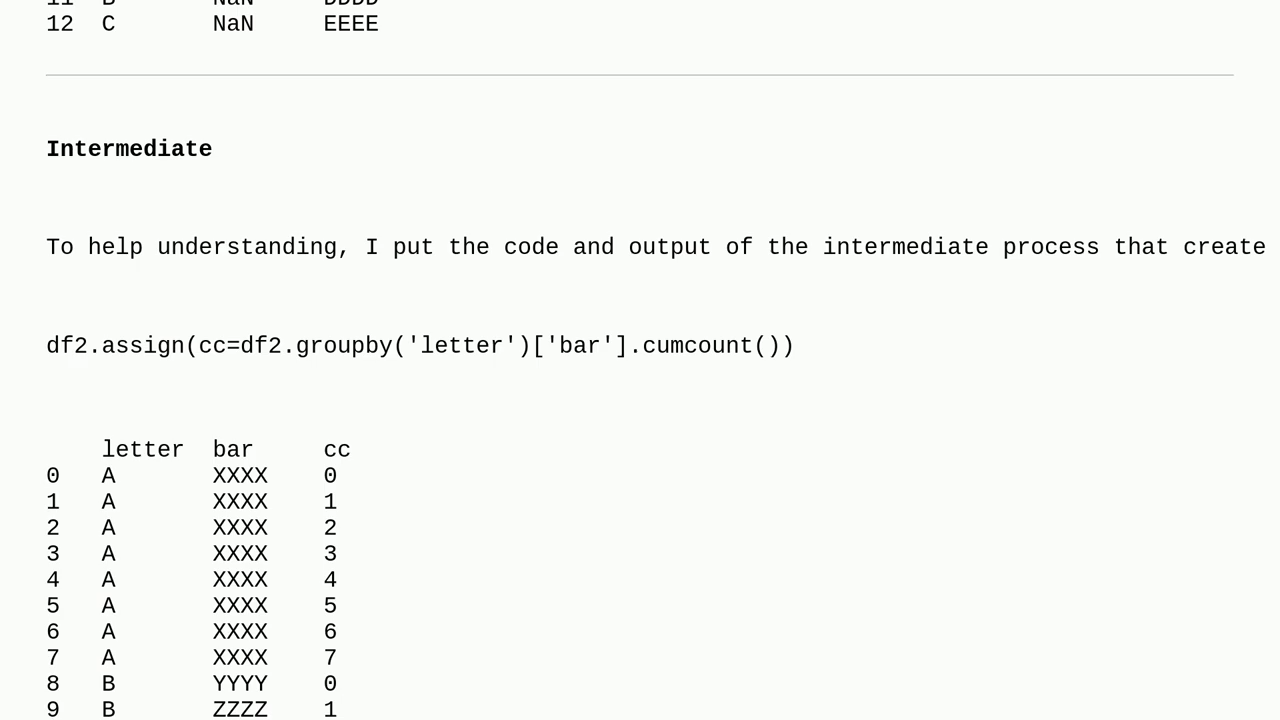 11  B       NaN     DDDD
12  C       NaN     EEEE
Intermediate
To help understanding, I put the code and output of the intermediate process that create
df2.assign(cc=df2.groupby('letter')['bar'].cumcount())
    letter  bar     cc
0   A       XXXX    0
1   A       XXXX    1
2   A       XXXX    2
3   A       XXXX    3
4   A       XXXX    4
5   A       XXXX    5
6   A       XXXX    6
7   A       XXXX    7
8   B       YYYY    0
9   B       ZZZZ    1